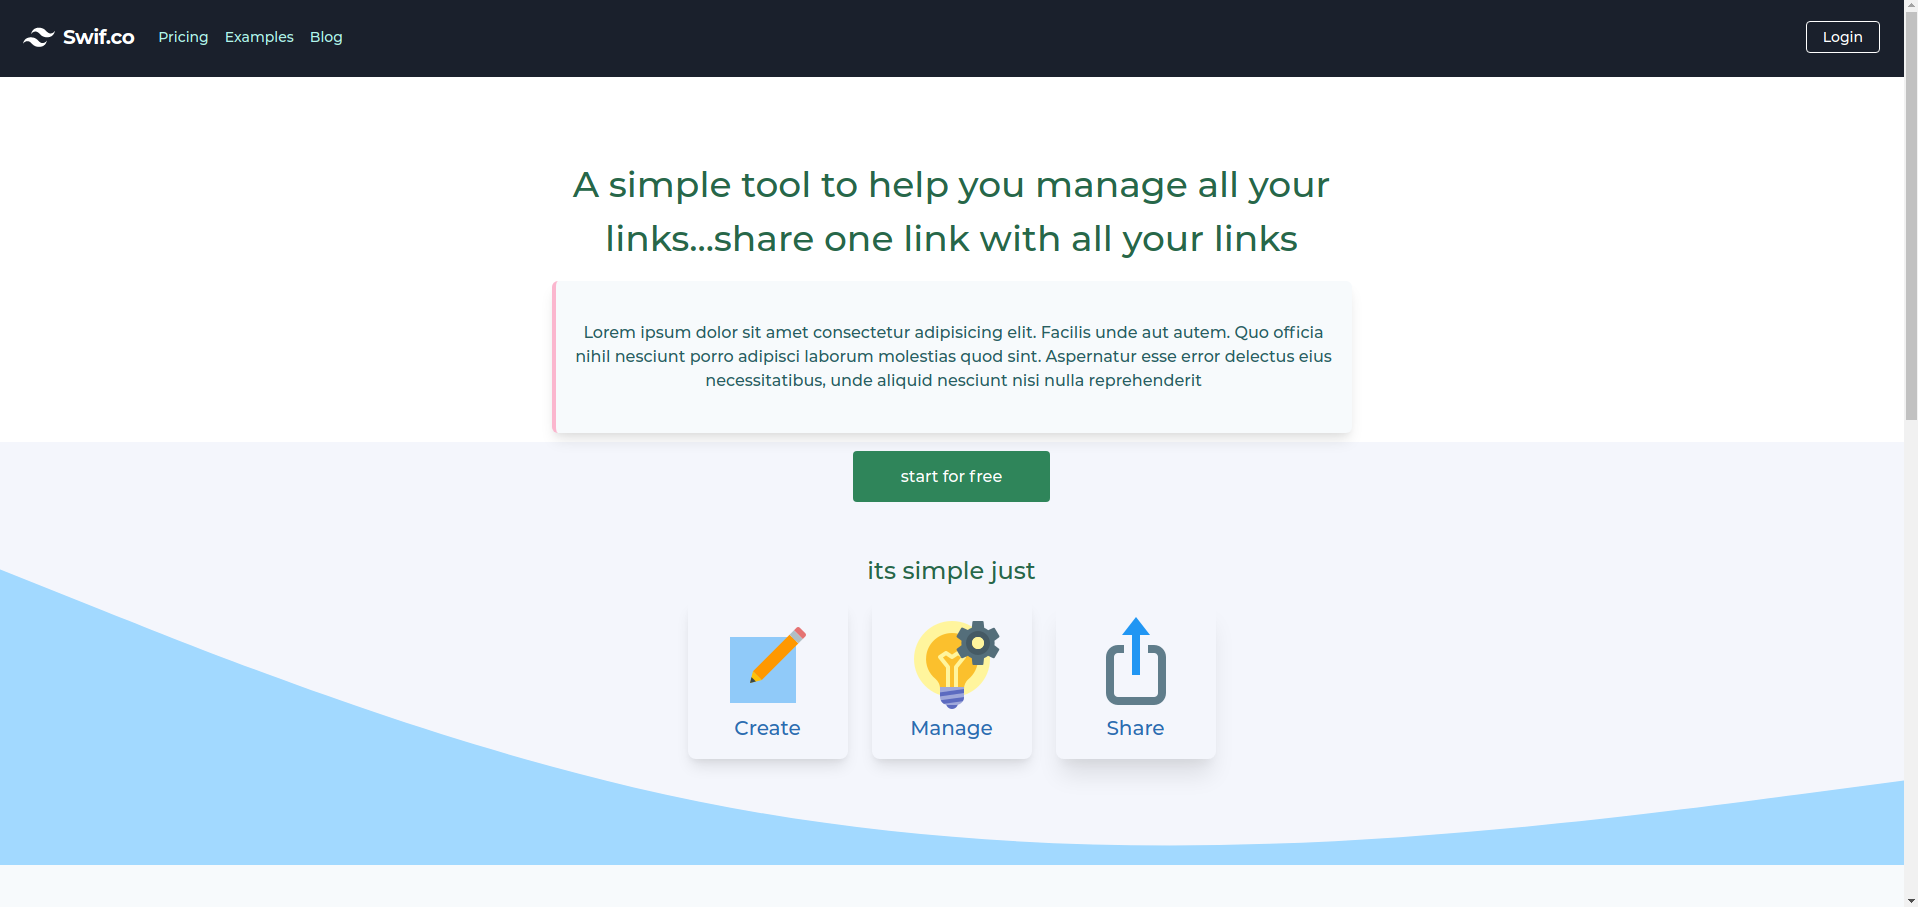 Swif.co Pricing Examples Blog Login
A simple tool to help you manage all your
links...share one link with all your links
Lorem ipsum dolor sit amet consectetur adipisicing elit. Facilis unde aut autem. Quo officia
nihil nesciunt porro adipisci laborum molestias quod sint. Aspernatur esse error delectus eius
necessitatibus, unde aliquid nesciunt nisi nulla reprehenderit
start for free
its simple just
Create Manage Share